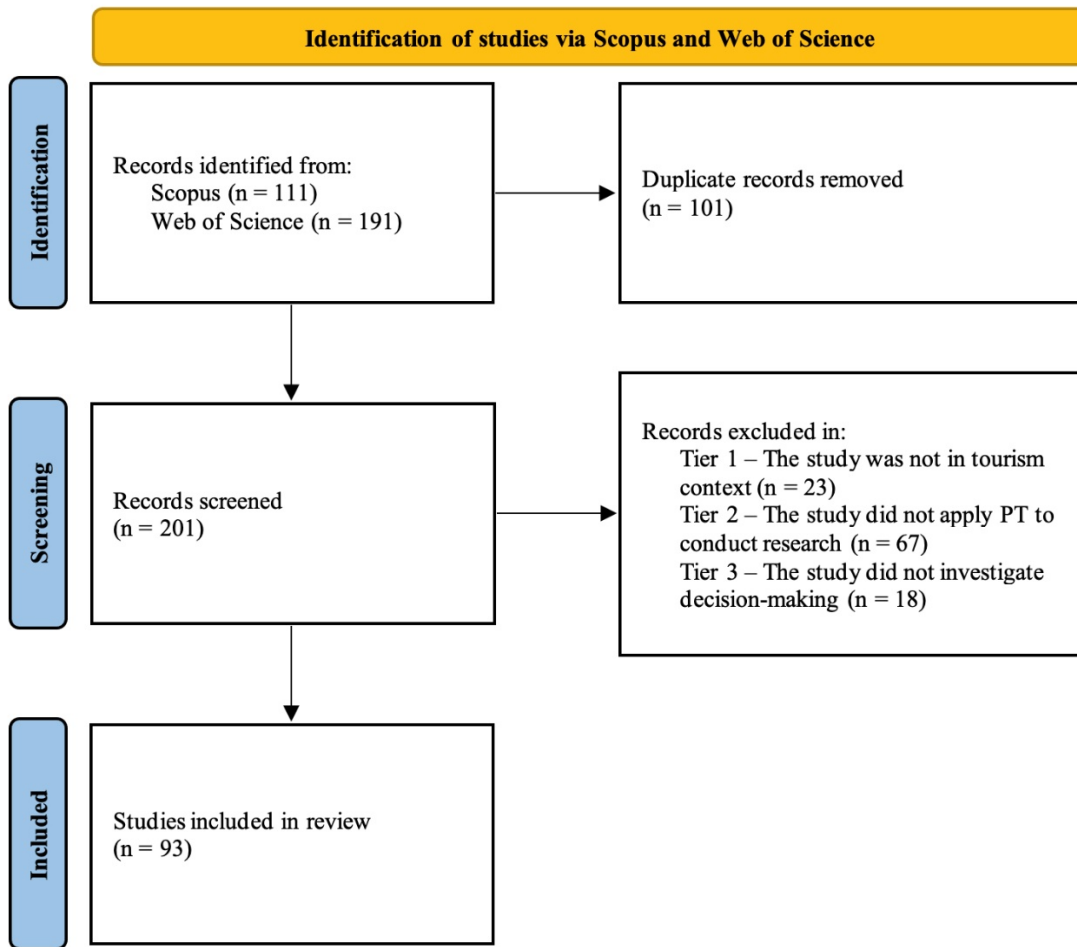 Identification of studies via Scopus and Web of Science
Identification
Records identified from:
Scopus (n = 111)
Web of Science (n = 191)
Duplicate records removed
(n = 101)
Screening
Records screened
(n = 201)
Records excluded in:
Tier 1 – The study was not in tourism
context (n = 23)
Tier 2 – The study did not apply PT to
conduct research (n = 67)
Tier 3 – The study did not investigate
decision-making (n = 18)
Included
Studies included in review
(n = 93)